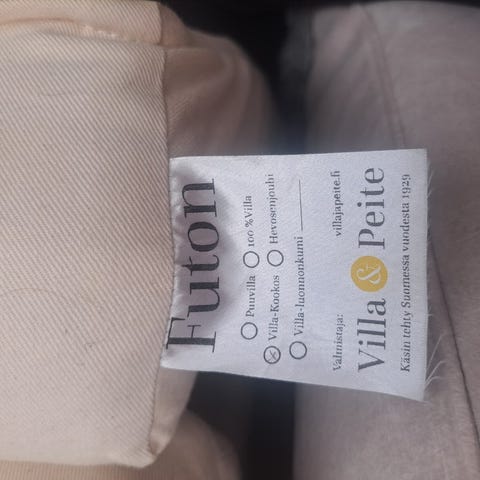 Futon
Puuvilla 100 %Villa
Villa-Kookos Hevosenjouhi
Villa-luonnonkumi
Valmistaja: villajapeite.fi
Villa & Peite
Käsin tehty Suomessa vuodesta 1929